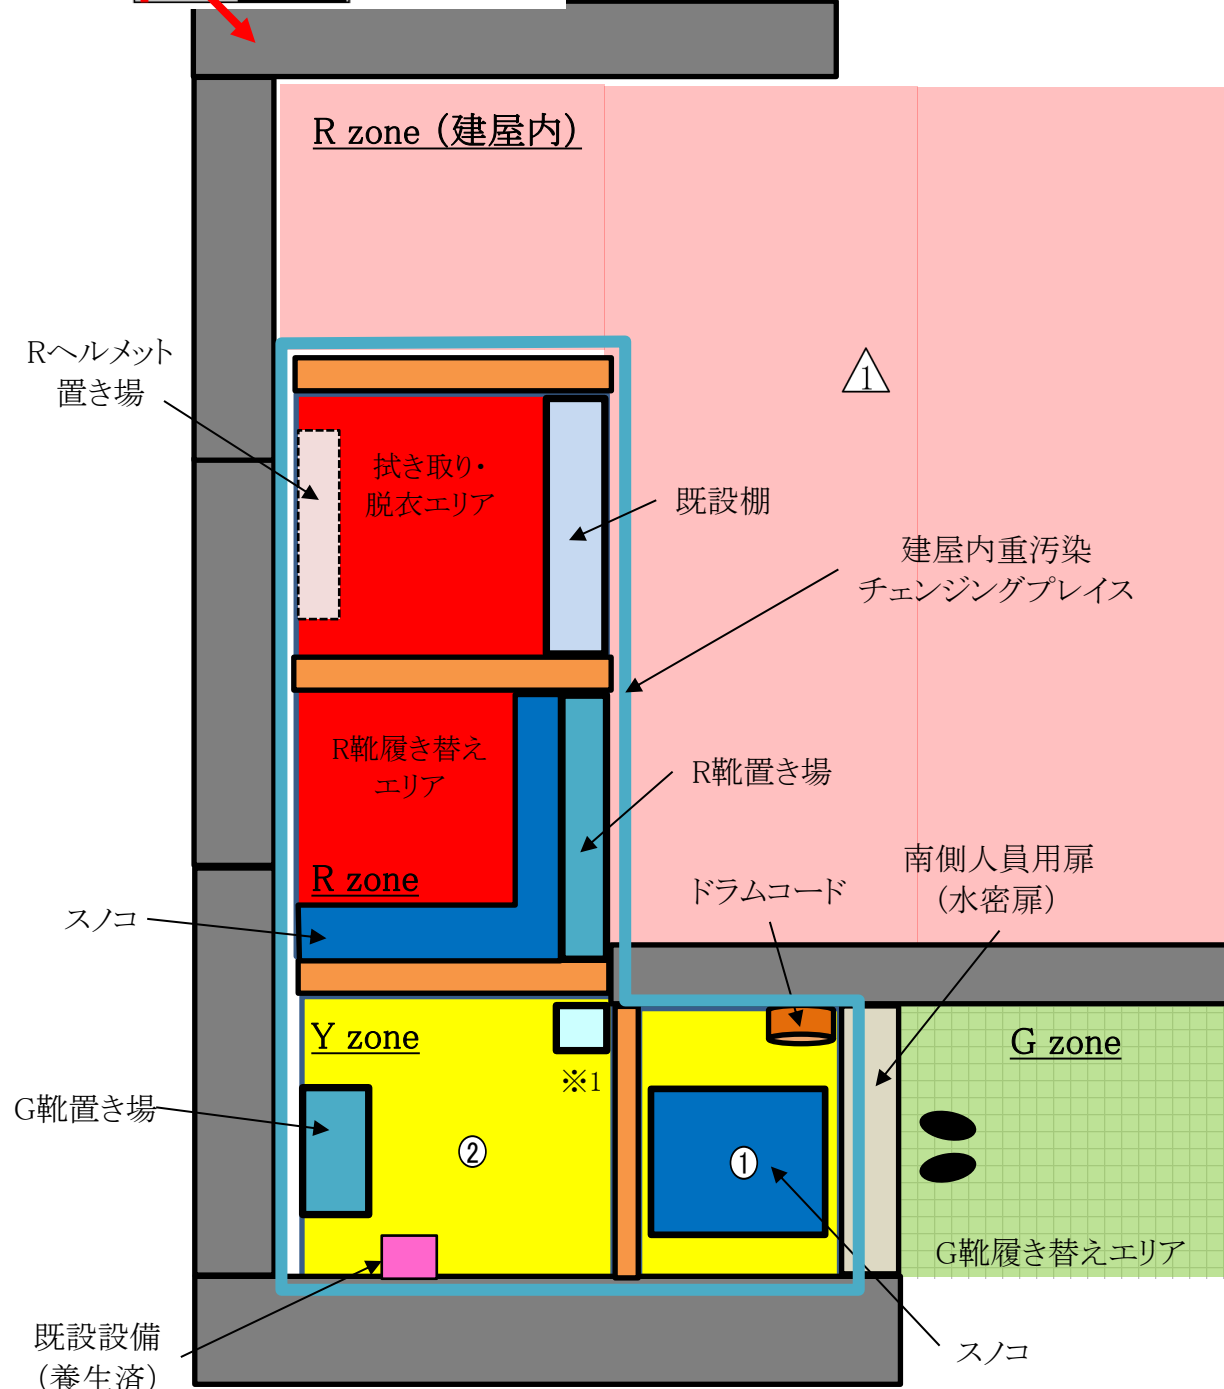 R zone (建屋内)
Rヘルメット
置き場
1
拭き取り・
脱衣エリア
既設棚
建屋内重汚染
チェンジングプレイス
R靴履き替え
エリア
R靴置き場
R zone
ドラムコード
南側人員用扉
(水密扉)
スノコ
Y zone
G zone
※1
G靴置き場
②
①
G靴履き替えエリア
既設設備
(養生済)
スノコ